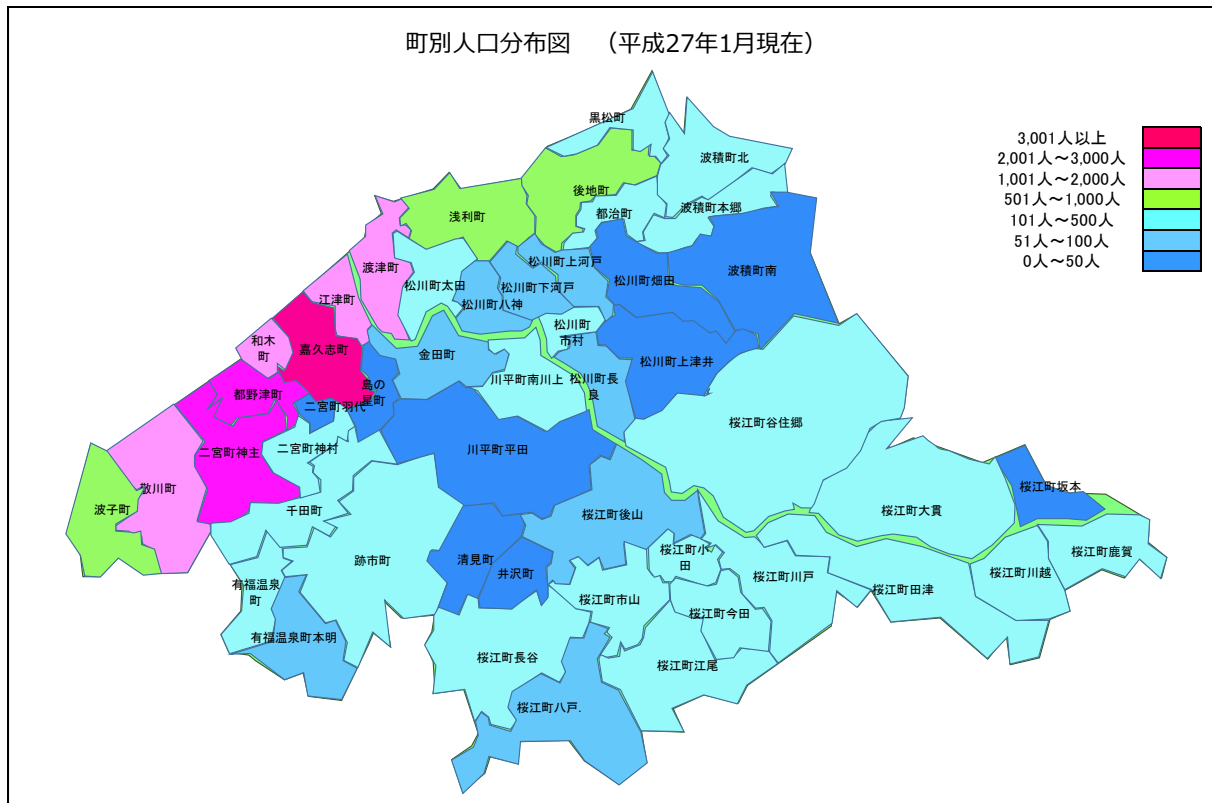 町別人口分布図　（平成27年1月現在）
3,001人以上
2,001人～3,000人
1,001人～2,000人
501人～1,000人
101人～500人
51人～100人
0人～50人
黒松町
波積町北
後地町
浅利町
都治町
波積町本郷
渡津町
松川町上河戸
波積町南
松川町太田
松川町下河戸
松川町畑田
江津町
松川町八神
和木
町
嘉久志町
金田町
松川町
市村
川平町南川上
松川町上津井
松川町長
良
島の
星町
都野津町
二宮町羽代
桜江町谷住郷
二宮町神主
二宮町神村
川平町平田
敬川町
波子町
千田町
桜江町後山
桜江町大貫
桜江町坂本
跡市町
清見町
井沢町
桜江町小
田
桜江町川戸
桜江町田津
桜江町川越
桜江町鹿賀
有福温泉
町
桜江町市山
桜江町今田
有福温泉町本明
桜江町長谷
桜江町江尾
桜江町八戸.